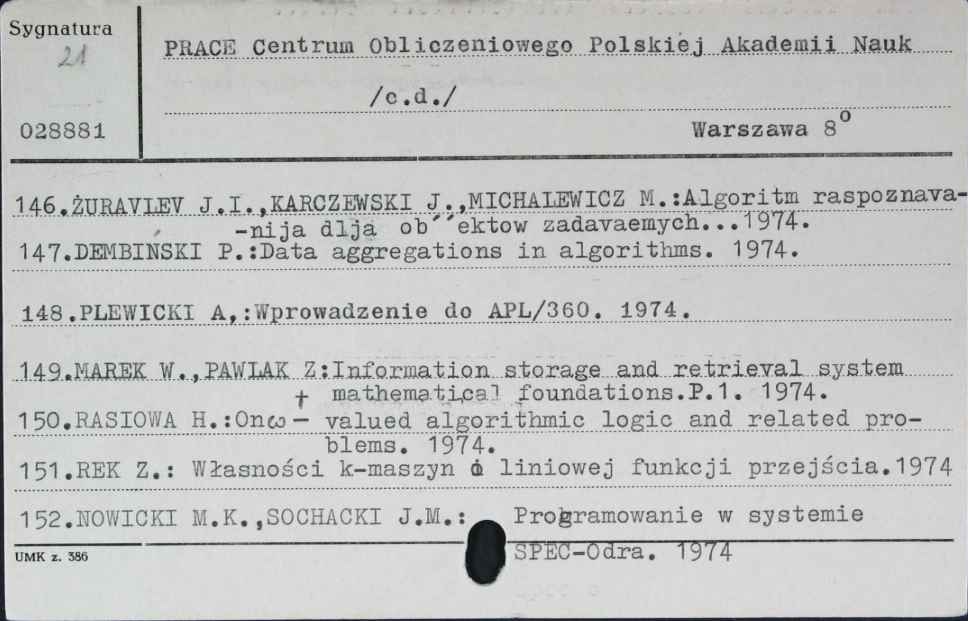 Sygnatura
21
PRACE Centrum Obliczeniowego Polskiej Akademii Nauk
/c.d./
028881
Warszawa 8°
146.ŻURAVLEV J.I.,KARCZEWSKI J.,MICHALEWICZ M.:Algoritm raspoznava-
-nija dlja ob´´ektow zadavaemych...1974.
147.DEMBIŃSKI P.:Data aggregations in algorithms. 1974.
148.PLEWICKI A,:Wprowadzenie do APL/360. 1974.
149.MAREK W.,PAWLAK Z:Information storage and retrieval system
† mathematical foundations.P.1. 1974.
150.RASIOWA H.:Onω— valued algorithmic logic and related pro-
blems. 1974.
151.REK Z.: Własności k-maszyn o liniowej funkcji przejścia.1974
152.NOWICKI M.K.,SOCHACKI J.M.: Programowanie w systemie
SPEC-Odra. 1974
UMK z. 386